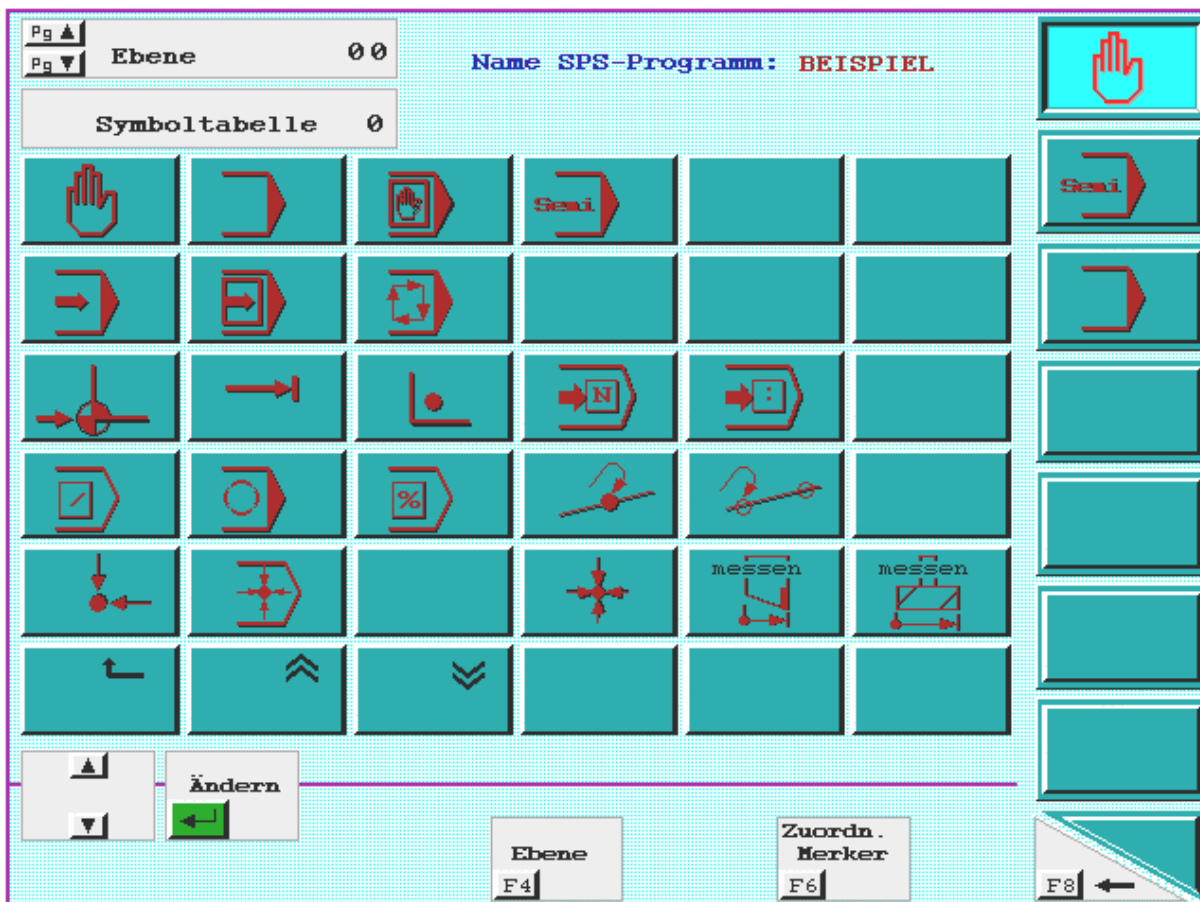 Pg ▲
Pg ▼
Ebene 00
Name SPS-Programm: BEISPIEL
Symboltabelle 0
Semi
Semi
N
:
%
messen
messen
Ändern
Ebene
F4
Zuordn.
Merker
F6
F8